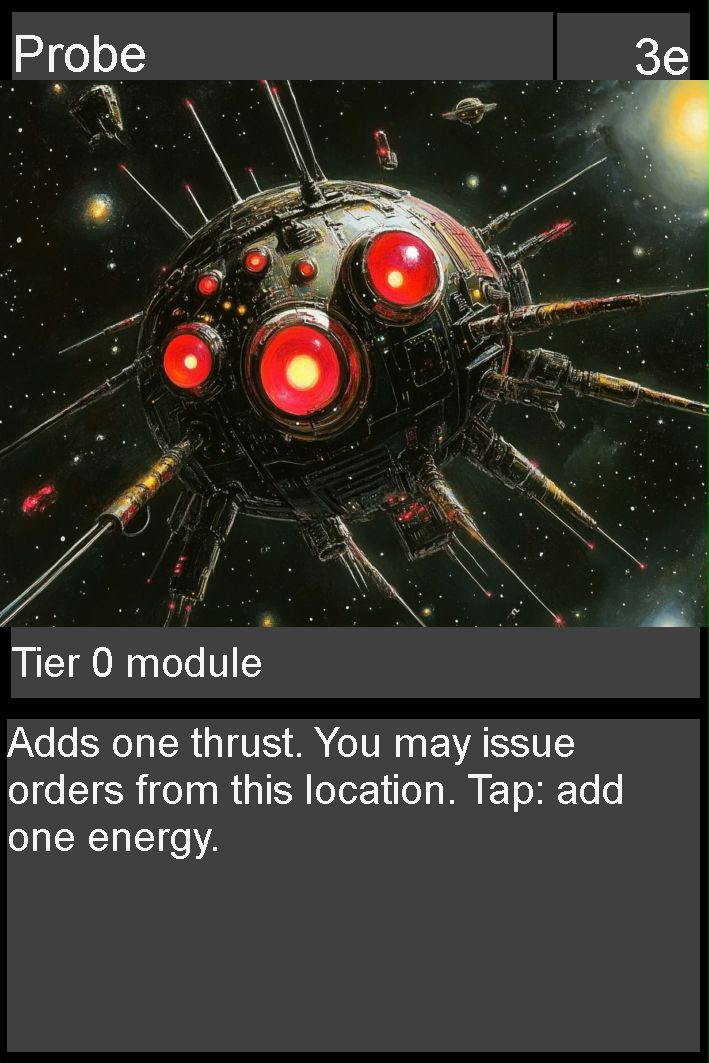 Probe
3e
Tier 0 module
Adds one thrust. You may issue
orders from this location. Tap: add
one energy.